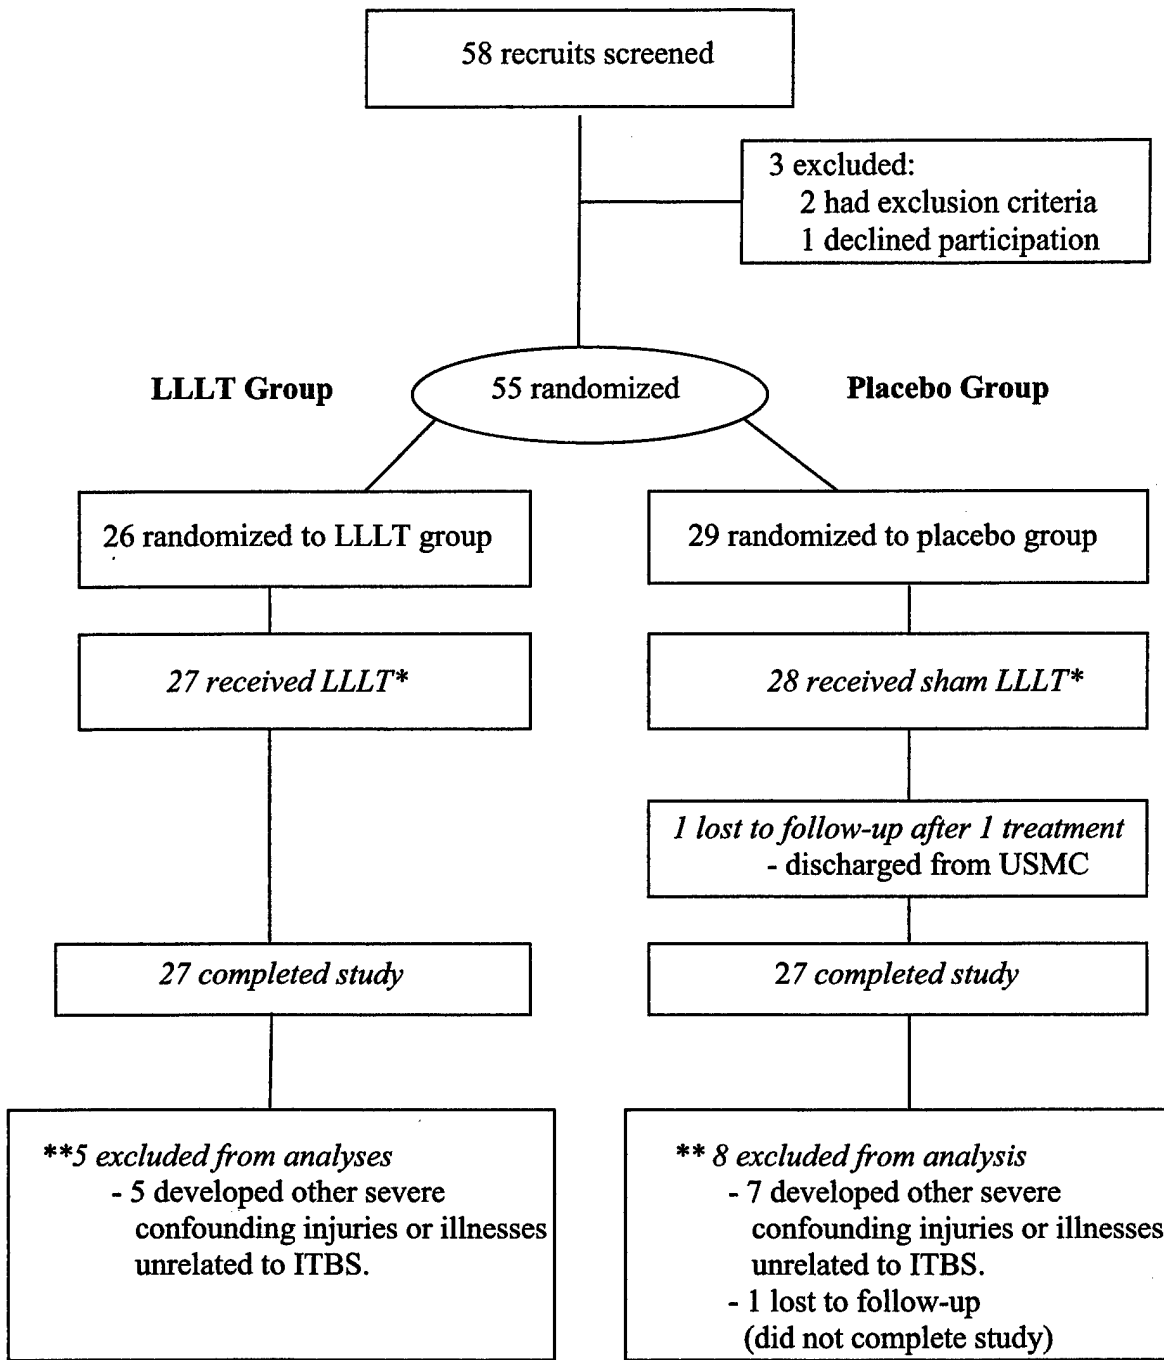 58 recruits screened
3 excluded:
2 had exclusion criteria
1 declined participation
LLLT Group
55 randomized
Placebo Group
26 randomized to LLLT group
29 randomized to placebo group
27 received LLLT*
28 received sham LLLT*
1 lost to follow-up after 1 treatment
- discharged from USMC
27 completed study
27 completed study
**5 excluded from analyses
- 5 developed other severe
confounding injuries or illnesses
unrelated to ITBS.
** 8 excluded from analysis
- 7 developed other severe
confounding injuries or illnesses
unrelated to ITBS.
- 1 lost to follow-up
(did not complete study)